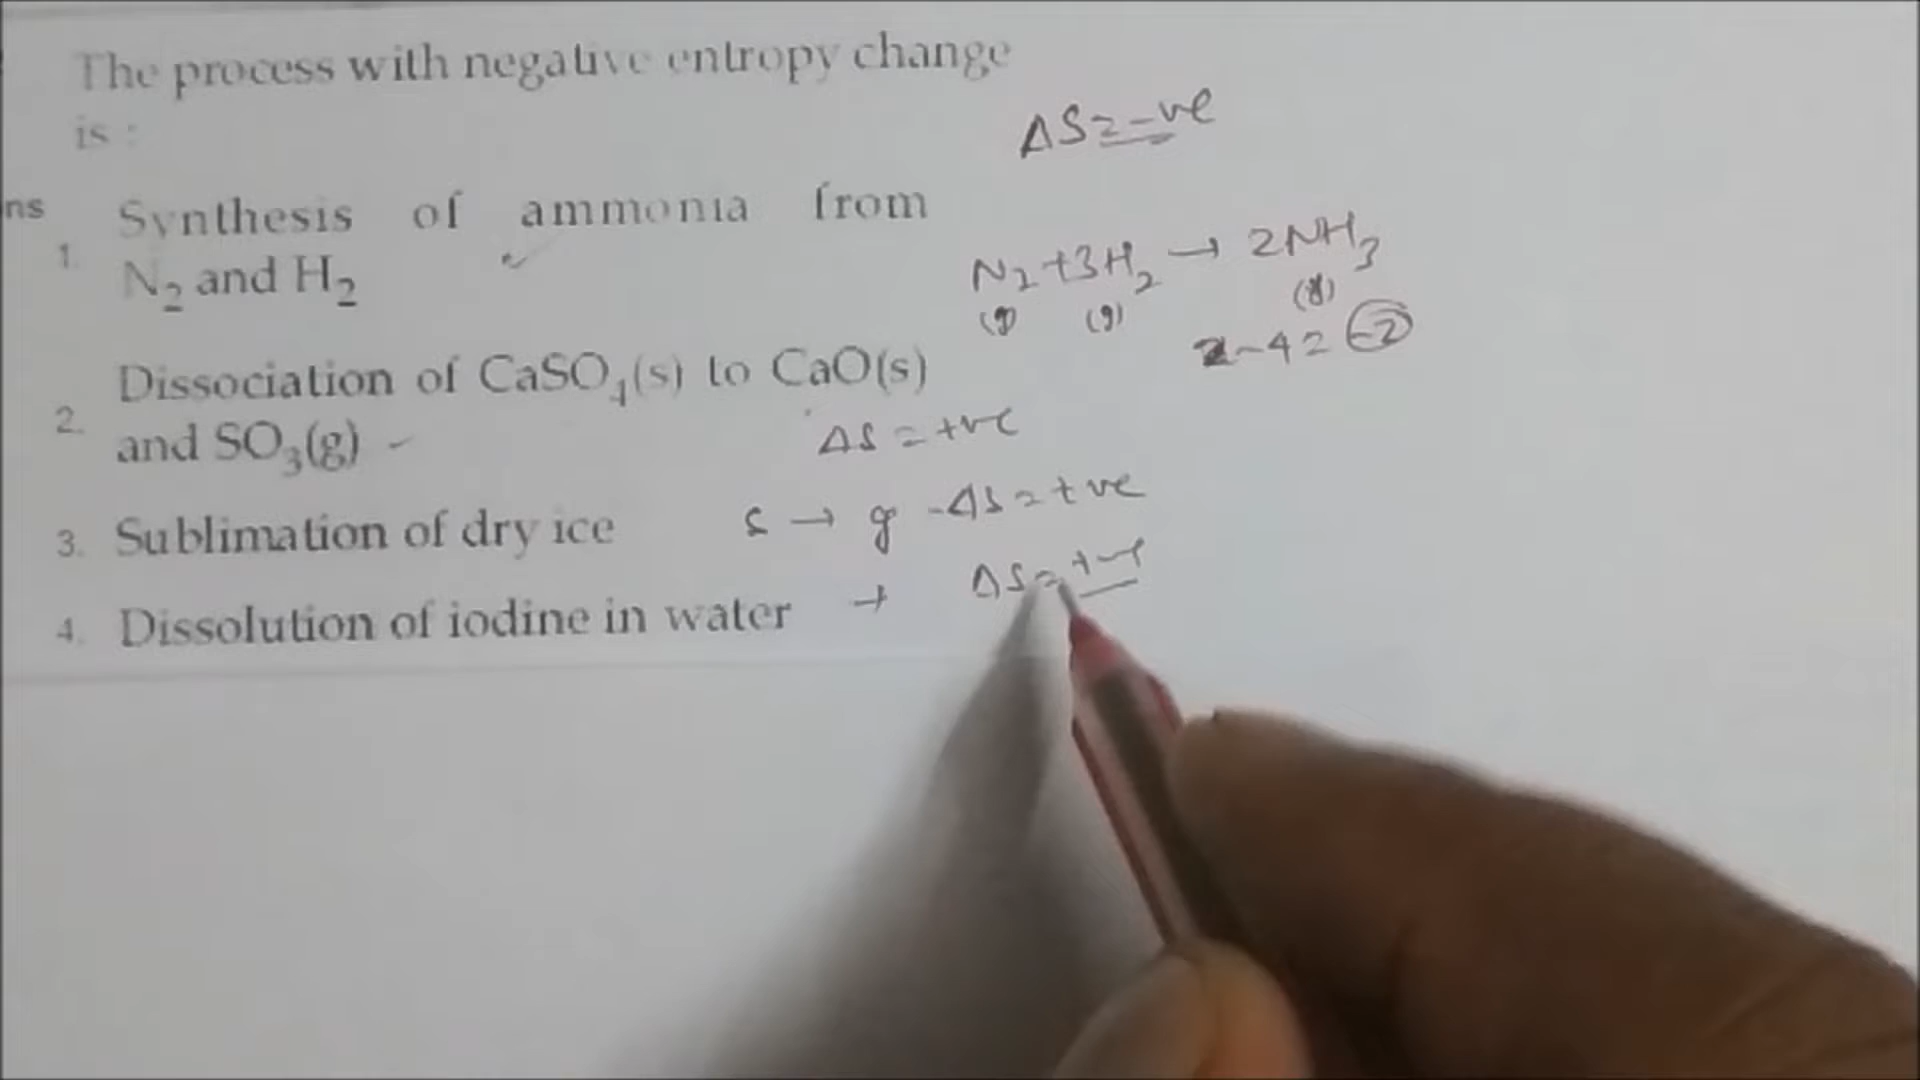 The process with negative entropy change
is :
ΔS = -ve
ns
1. Synthesis of ammonia from
N₂ and H₂
N₂ + 3H₂ → 2NH₃
(g) (g) (g)
2 - 4 = -2
2. Dissociation of CaSO₄(s) to CaO(s)
and SO₃(g) -
ΔS = +ve
3. Sublimation of dry ice s → g - ΔS = +ve
4. Dissolution of iodine in water → ΔS = +ve